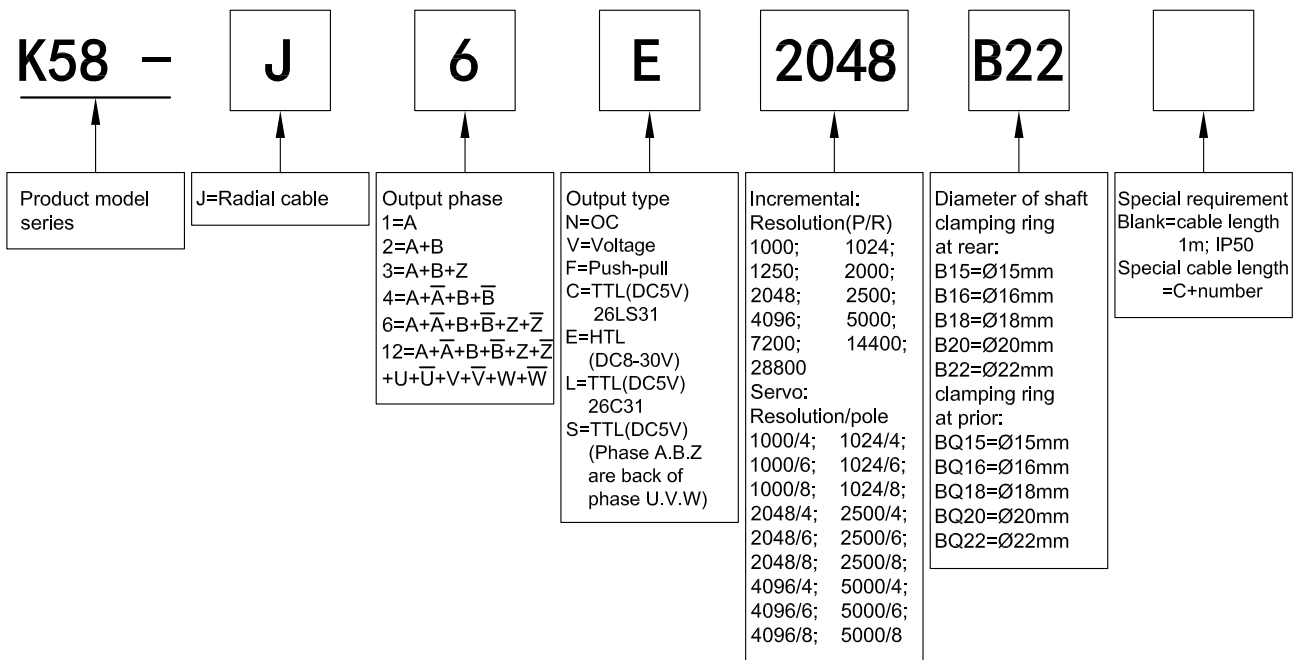 K58 - J 6 E 2048 B22
Product model
series
J=Radial cable
Output phase
1=A
2=A+B
3=A+B+Z
4=A+A̅+B+B̅
6=A+A̅+B+B̅+Z+Z̅
12=A+A̅+B+B̅+Z+Z̅
+U+U̅+V+V̅+W+W̅
Output type
N=OC
V=Voltage
F=Push-pull
C=TTL(DC5V)
26LS31
E=HTL
(DC8-30V)
L=TTL(DC5V)
26C31
S=TTL(DC5V)
(Phase A.B.Z
are back of
phase U.V.W)
Incremental:
Resolution(P/R)
1000; 1024;
1250; 2000;
2048; 2500;
4096; 5000;
7200; 14400;
28800
Servo:
Resolution/pole
1000/4; 1024/4;
1000/6; 1024/6;
1000/8; 1024/8;
2048/4; 2500/4;
2048/6; 2500/6;
2048/8; 2500/8;
4096/4; 5000/4;
4096/6; 5000/6;
4096/8; 5000/8
Diameter of shaft
clamping ring
at rear:
B15=Ø15mm
B16=Ø16mm
B18=Ø18mm
B20=Ø20mm
B22=Ø22mm
clamping ring
at prior:
BQ15=Ø15mm
BQ16=Ø16mm
BQ18=Ø18mm
BQ20=Ø20mm
BQ22=Ø22mm
Special requirement
Blank=cable length
1m; IP50
Special cable length
=C+number